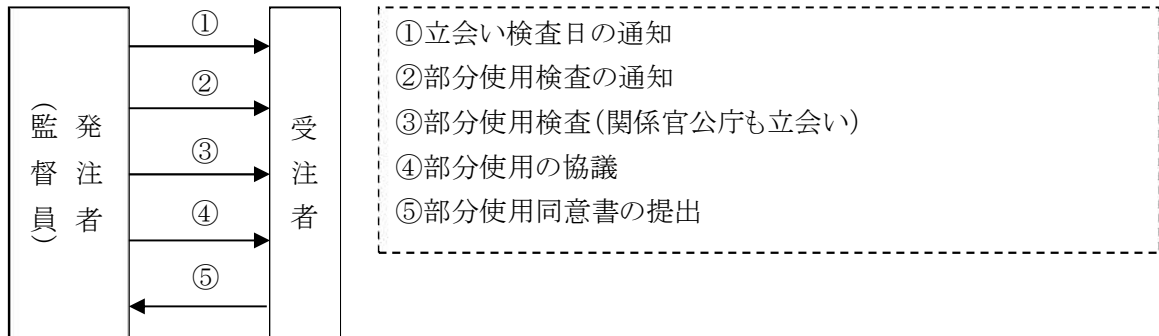 ①
②
③
④
⑤
発注者
(監督員)
受注者
①立会い検査日の通知
②部分使用検査の通知
③部分使用検査(関係官公庁も立会い)
④部分使用の協議
⑤部分使用同意書の提出